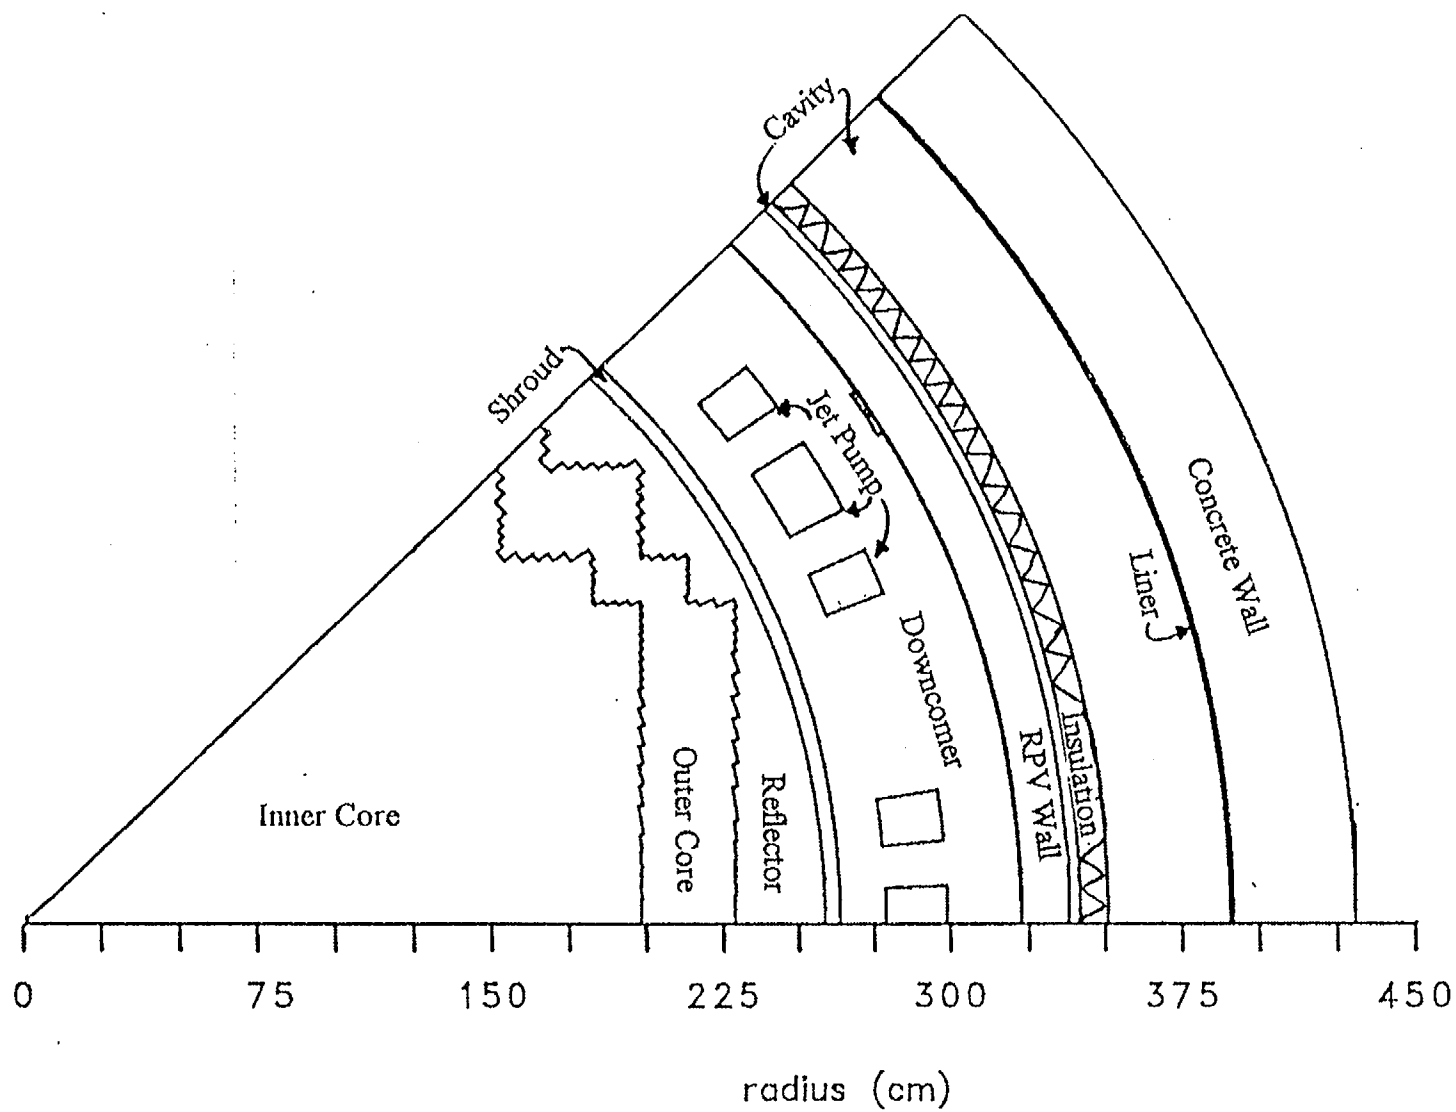 Cavity
Shroud
Jet Pump
Concrete Wall
Liner
Downcomer
Insulation
RPV Wall
Outer Core
Reflector
Inner Core
0 75 150 225 300 375 450
radius (cm)